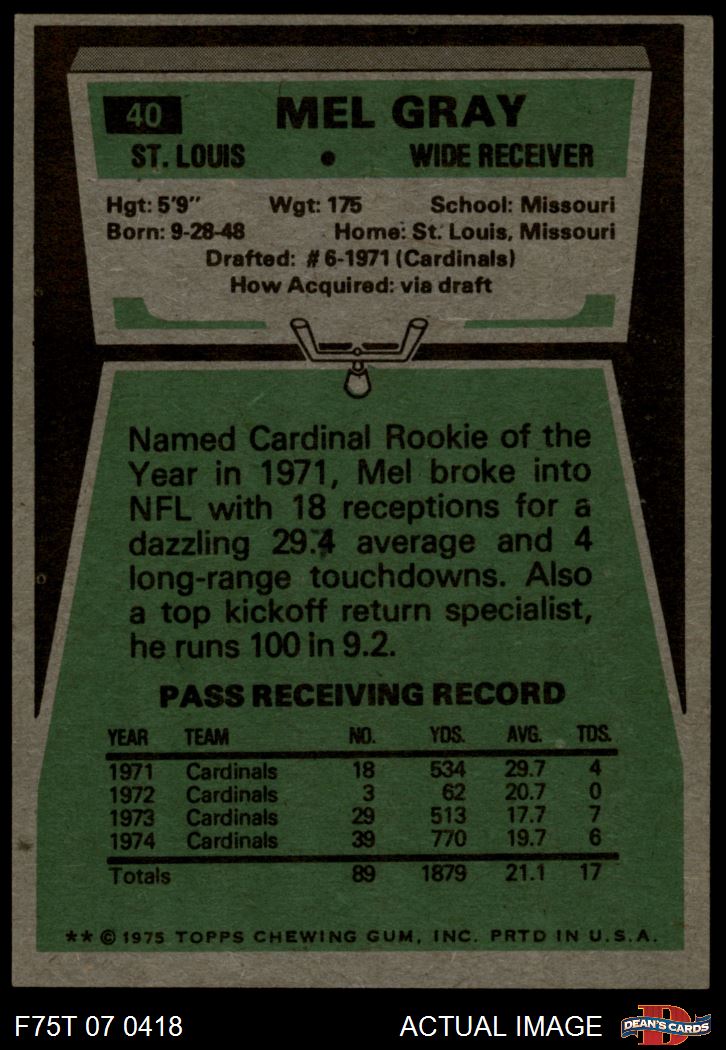 40
MEL GRAY
ST. LOUIS • WIDE RECEIVER
Hgt: 5'9" Wgt: 175 School: Missouri
Born: 9-28-48 Home: St. Louis, Missouri
Drafted: #6-1971 (Cardinals)
How Acquired: via draft
Named Cardinal Rookie of the
Year in 1971, Mel broke into
NFL with 18 receptions for a
dazzling 29.4 average and 4
long-range touchdowns. Also
a top kickoff return specialist,
he runs 100 in 9.2.
PASS RECEIVING RECORD
YEAR TEAM NO. YDS. AVG. TDS.
1971 Cardinals 18 534 29.7 4
1972 Cardinals 3 62 20.7 0
1973 Cardinals 29 513 17.7 7
1974 Cardinals 39 770 19.7 6
Totals 89 1879 21.1 17
** © 1975 TOPPS CHEWING GUM, INC. PRTD IN U.S.A.
F75T 07 0418 ACTUAL IMAGE
D
DEAN'S CARDS